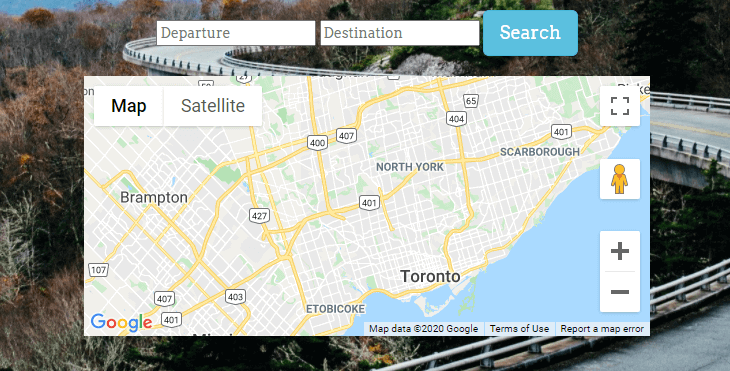 Departure
Destination
Search
Map
Satellite
65
407
400
404
401
SCARBOROUGH
NORTH YORK
Brampton
401
427
107
Toronto
407
403
ETOBICOKE
Google
401
Map data ©2020 Google
Terms of Use
Report a map error